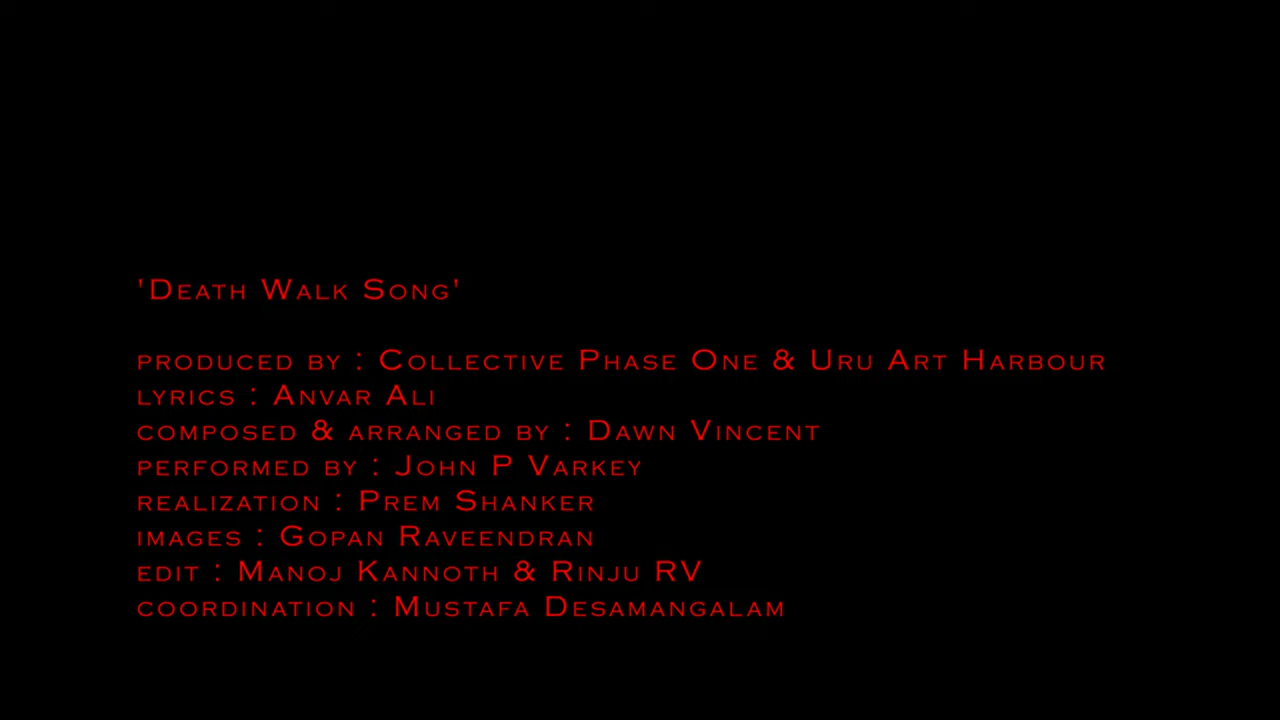 'Death Walk Song'
produced by : Collective Phase One & Uru Art Harbour
lyrics : Anvar Ali
composed & arranged by : Dawn Vincent
performed by : John P Varkey
realization : Prem Shanker
images : Gopan Raveendran
edit : Manoj Kannoth & Rinju RV
coordination : Mustafa Desamangalam